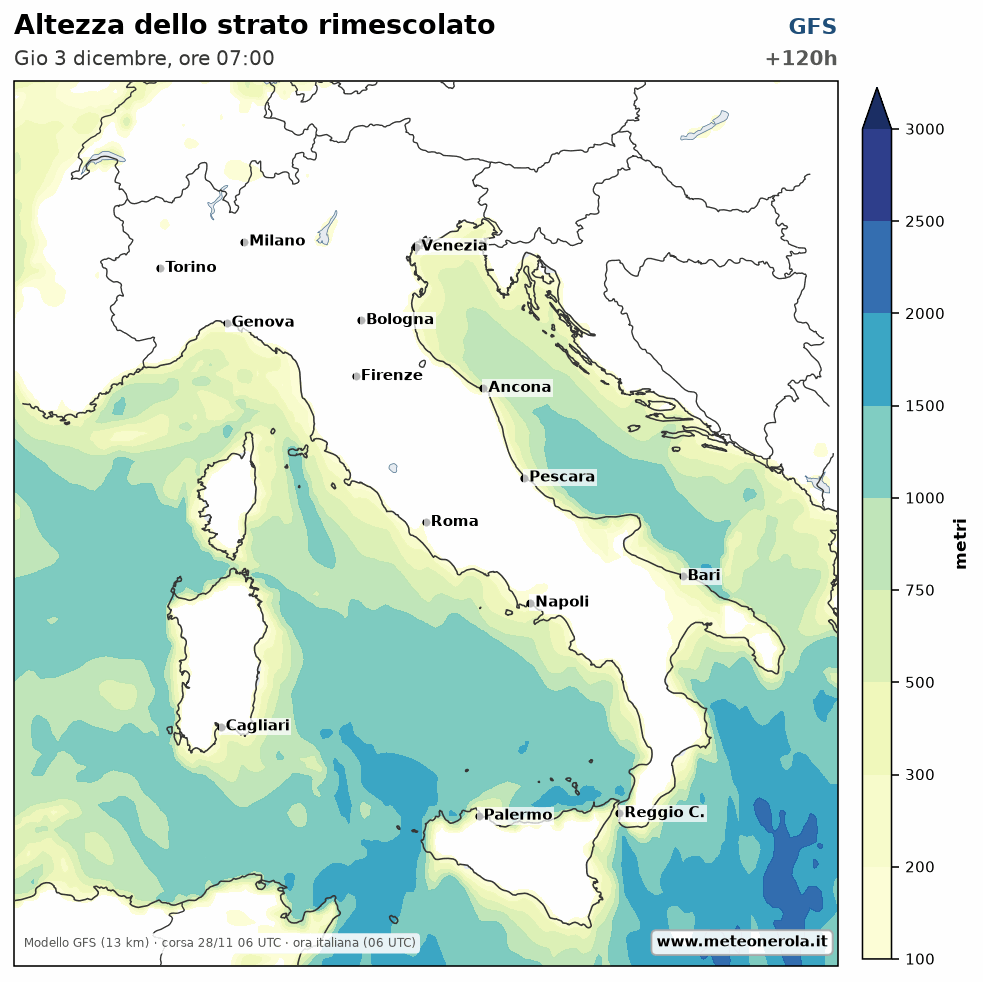 Altezza dello strato rimescolato
GFS
Gio 3 dicembre, ore 07:00
+120h
3000
2500
2000
1500
1000
750
500
300
200
100
metri
Milano
Venezia
Torino
Genova
Bologna
Firenze
Ancona
Pescara
Roma
Bari
Napoli
Cagliari
Palermo
Reggio C.
Modello GFS (13 km) · corsa 28/11 06 UTC · ora italiana (06 UTC)
www.meteonerola.it